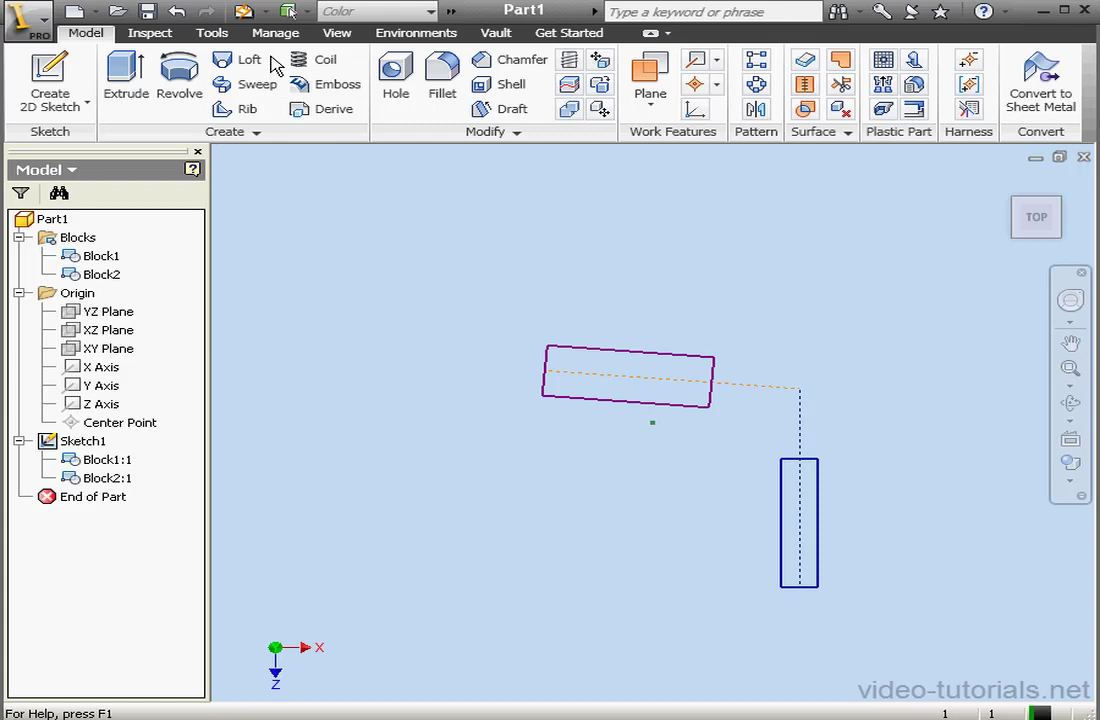 PRO
Color
Part1
Type a keyword or phrase
Model Inspect Tools Manage View Environments Vault Get Started
Create
2D Sketch
Extrude
Revolve
Loft
Sweep
Rib
Coil
Emboss
Derive
Hole
Fillet
Chamfer
Shell
Draft
Plane
Convert to
Sheet Metal
Sketch Create Modify Work Features Pattern Surface Plastic Part Harness Convert
Model
Part1
Blocks
Block1
Block2
Origin
YZ Plane
XZ Plane
XY Plane
X Axis
Y Axis
Z Axis
Center Point
Sketch1
Block1:1
Block2:1
End of Part
TOP
X
Z
video-tutorials.net
For Help, press F1
1 1